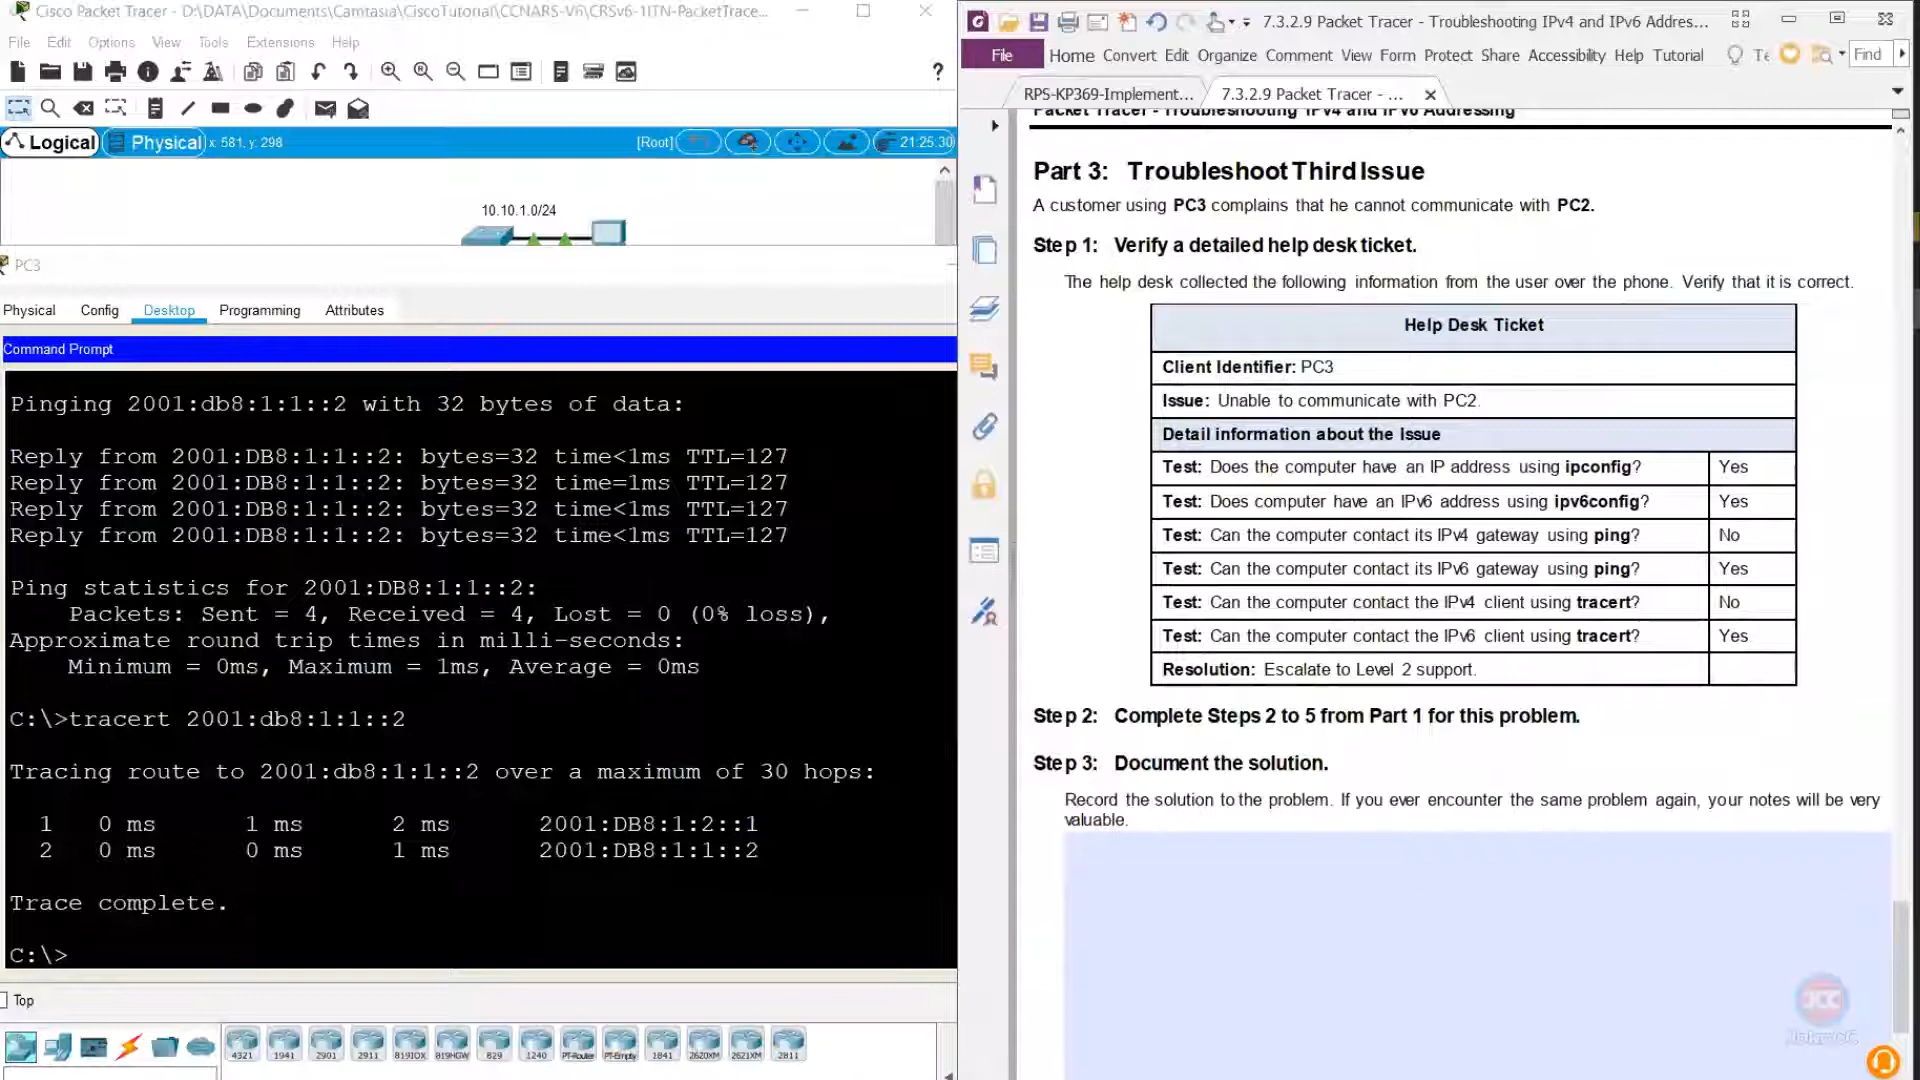 Cisco Packet Tracer - D:\DATA\Documents\Camtasia\CiscoTutorial\CCNARS-V6\CRSv6-1ITN-PacketTrace...
File Edit Options View Tools Extensions Help
?
Logical
Physical
x: 581, y: 298
[Root]
21:25:30
10.10.1.0/24
PC3
Physical Config Desktop Programming Attributes
Command Prompt
Pinging 2001:db8:1:1::2 with 32 bytes of data:
Reply from 2001:DB8:1:1::2: bytes=32 time<1ms TTL=127
Reply from 2001:DB8:1:1::2: bytes=32 time=1ms TTL=127
Reply from 2001:DB8:1:1::2: bytes=32 time<1ms TTL=127
Reply from 2001:DB8:1:1::2: bytes=32 time<1ms TTL=127
Ping statistics for 2001:DB8:1:1::2:
Packets: Sent = 4, Received = 4, Lost = 0 (0% loss),
Approximate round trip times in milli-seconds:
Minimum = 0ms, Maximum = 1ms, Average = 0ms
C:\>tracert 2001:db8:1:1::2
Tracing route to 2001:db8:1:1::2 over a maximum of 30 hops:
1 0 ms 1 ms 2 ms 2001:DB8:1:2::1
2 0 ms 0 ms 1 ms 2001:DB8:1:1::2
Trace complete.
C:\>
Top
4321 1941 2901 2911 819IOX 819HGW 829 1240 PT-Router PT-Empty 1841 2620XM 2621XM 2811
7.3.2.9 Packet Tracer - Troubleshooting IPv4 and IPv6 Addres...
File Home Convert Edit Organize Comment View Form Protect Share Accessibility Help Tutorial Te Find
RPS-KP369-Implement...
7.3.2.9 Packet Tracer - ...
Packet Tracer - Troubleshooting IPv4 and IPv6 Addressing
Part 3: Troubleshoot Third Issue
A customer using PC3 complains that he cannot communicate with PC2.
Step 1: Verify a detailed help desk ticket.
The help desk collected the following information from the user over the phone. Verify that it is correct.
Help Desk Ticket
Client Identifier: PC3
Issue: Unable to communicate with PC2.
Detail information about the Issue
Test: Does the computer have an IP address using ipconfig? Yes
Test: Does computer have an IPv6 address using ipv6config? Yes
Test: Can the computer contact its IPv4 gateway using ping? No
Test: Can the computer contact its IPv6 gateway using ping? Yes
Test: Can the computer contact the IPv4 client using tracert? No
Test: Can the computer contact the IPv6 client using tracert? Yes
Resolution: Escalate to Level 2 support.
Step 2: Complete Steps 2 to 5 from Part 1 for this problem.
Step 3: Document the solution.
Record the solution to the problem. If you ever encounter the same problem again, your notes will be very
valuable.